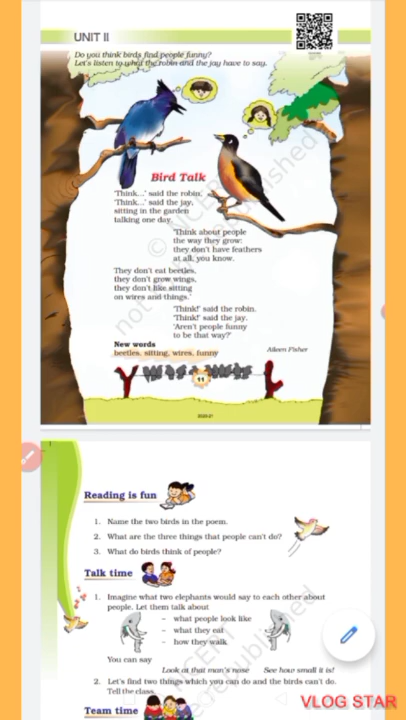 UNIT II
Do you think birds find people funny?
Let's listen to what the robin and the jay have to say.
Bird Talk
'Think...' said the robin,
'Think...' said the jay,
sitting in the garden
talking one day.
'Think about people
the way they grow:
they don't have feathers
at all, you know.
They don't eat beetles,
they don't grow wings,
they don't like sitting
on wires and things.'
'Think!' said the robin.
'Think!' said the jay.
'Aren't people funny
to be that way?'
Aileen Fisher
New words
beetles, sitting, wires, funny
11
2020-21
Reading is fun
1. Name the two birds in the poem.
2. What are the three things that people can't do?
3. What do birds think of people?
Talk time
1. Imagine what two elephants would say to each other about
people. Let them talk about
– what people look like
– what they eat
– how they walk
You can say
Look at that man's nose See how small it is!
2. Let's find two things which you can do and the birds can't do.
Tell the class.
Team time
VLOG STAR